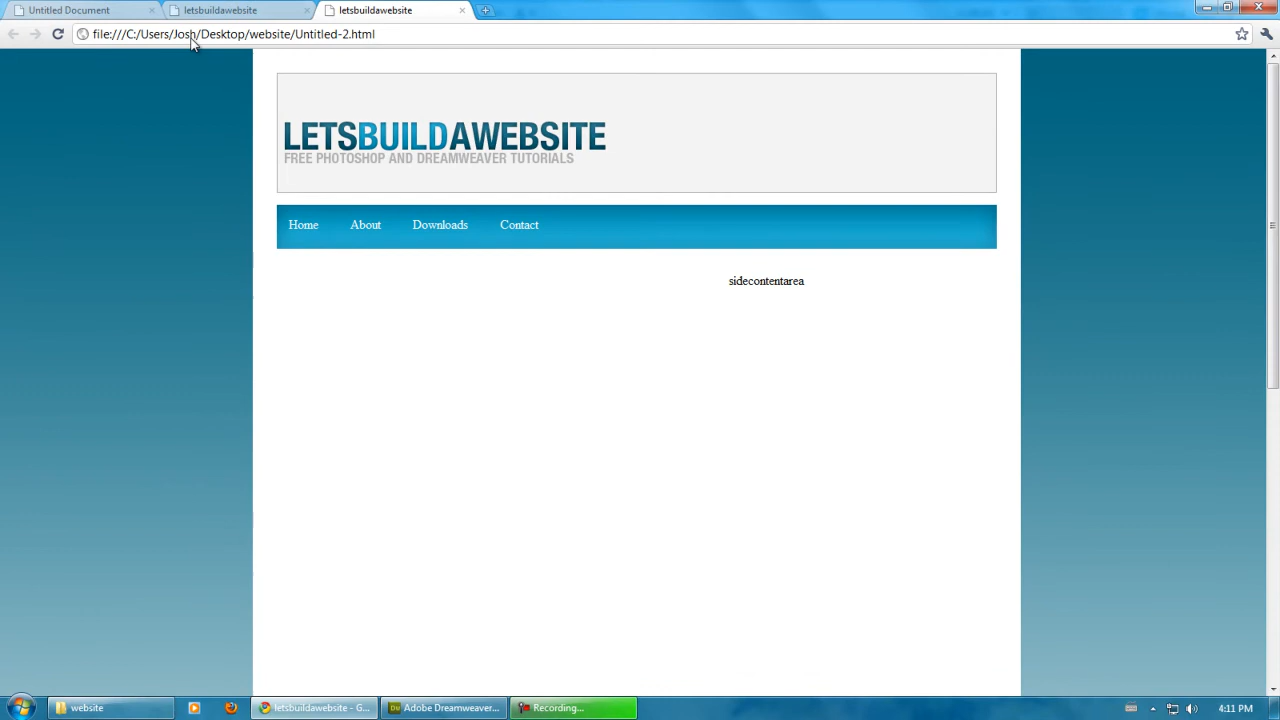 Untitled Document
letsbuildawebsite
letsbuildawebsite
file:///C:/Users/Josh/Desktop/website/Untitled-2.html
LETSBUILDAWEBSITE
FREE PHOTOSHOP AND DREAMWEAVER TUTORIALS
Home About Downloads Contact
sidecontentarea
website
letsbuildawebsite - G...
Adobe Dreamweaver...
Recording...
4:11 PM